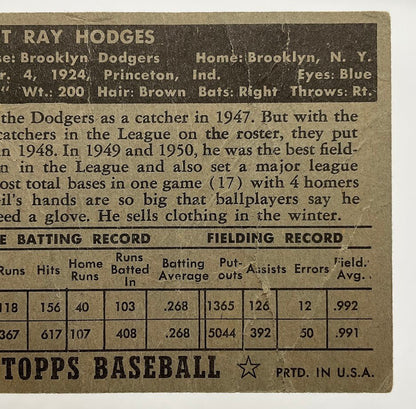 T RAY HODGES
se: Brooklyn Dodgers Home: Brooklyn, N. Y.
r. 4, 1924, Princeton, Ind. Eyes: Blue
" Wt.: 200 Hair: Brown Bats: Right Throws: Rt.
the Dodgers as a catcher in 1947. But with the
catchers in the League on the roster, they put
in 1948. In 1949 and 1950, he was the best field-
n in the League and also set a major league
ost total bases in one game (17) with 4 homers
il's hands are so big that ballplayers say he
eed a glove. He sells clothing in the winter.
E BATTING RECORD FIELDING RECORD
Runs Hits Home Runs Runs Batted In Batting Average Put-outs Assists Errors Field. Avg.
118 156 40 103 .268 1365 126 12 .992
367 617 107 408 .268 5044 392 50 .991
TOPPS BASEBALL ☆ PRTD. IN U.S.A.